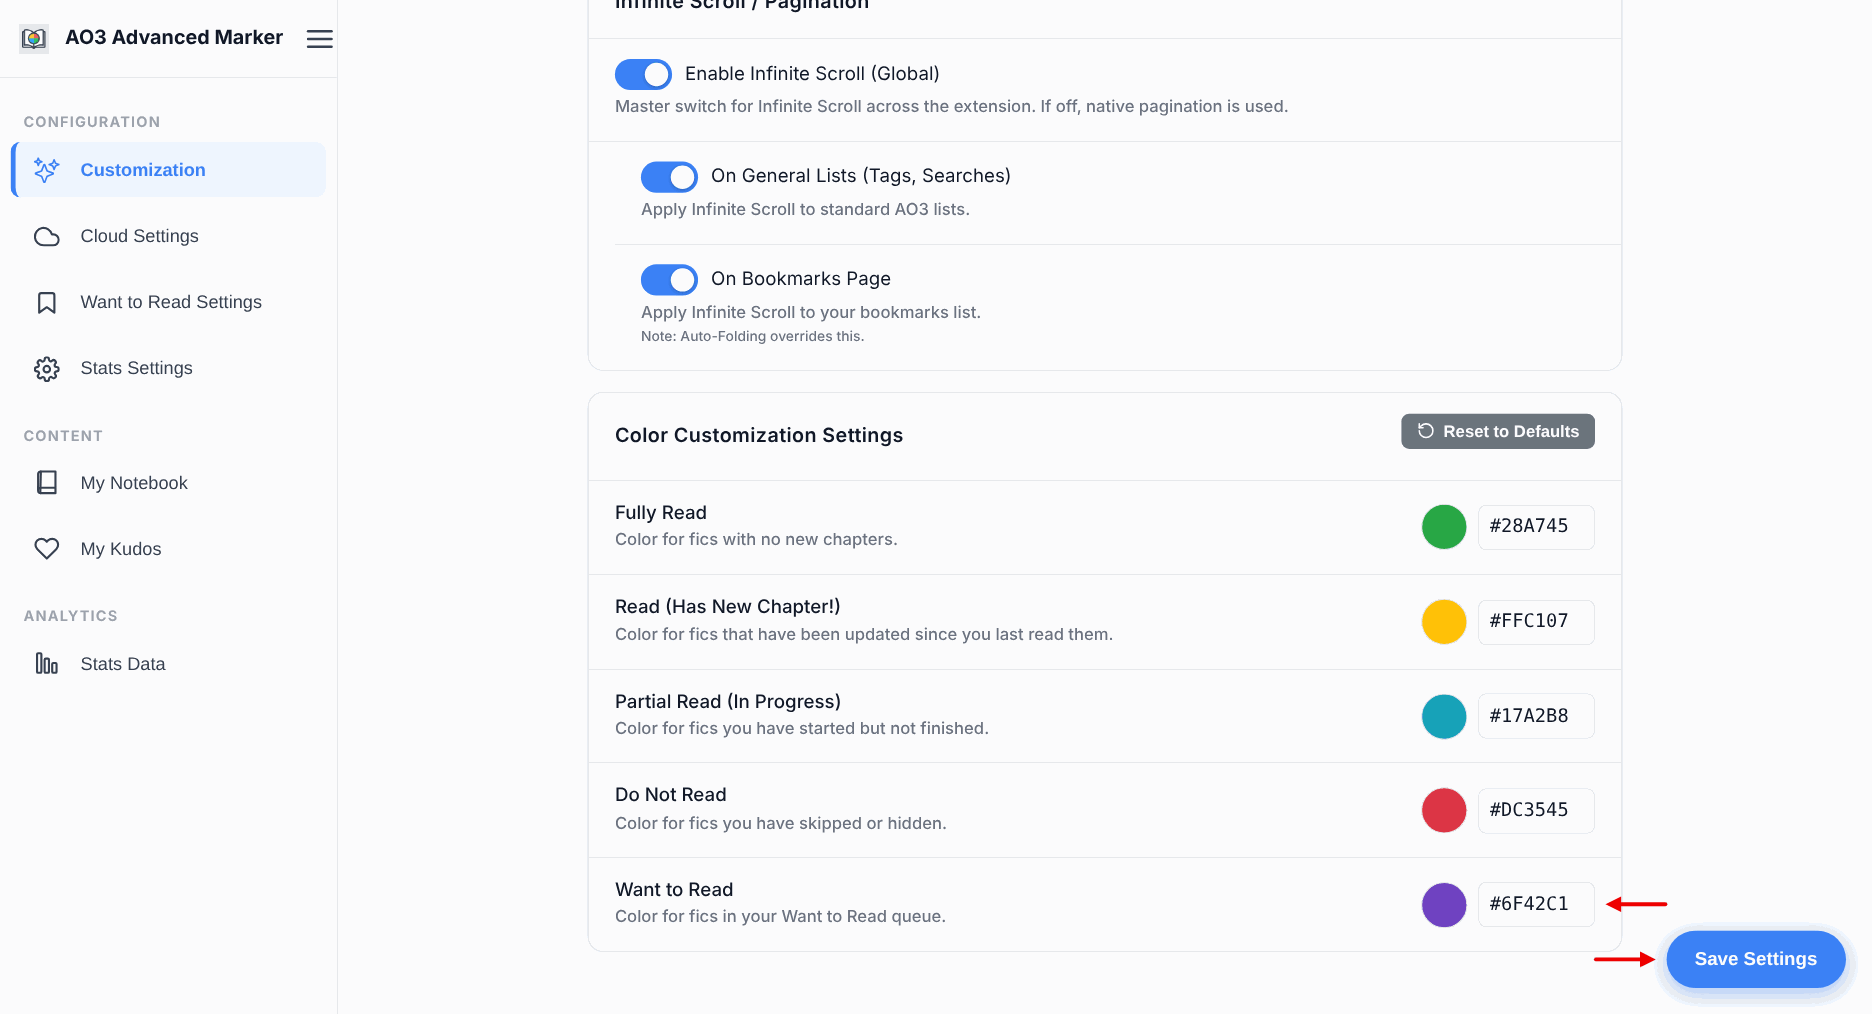 AO3 Advanced Marker
CONFIGURATION
Customization
Cloud Settings
Want to Read Settings
Stats Settings
CONTENT
My Notebook
My Kudos
ANALYTICS
Stats Data
Infinite Scroll / Pagination
Enable Infinite Scroll (Global)
Master switch for Infinite Scroll across the extension. If off, native pagination is used.
On General Lists (Tags, Searches)
Apply Infinite Scroll to standard AO3 lists.
On Bookmarks Page
Apply Infinite Scroll to your bookmarks list.
Note: Auto-Folding overrides this.
Color Customization Settings
Reset to Defaults
Fully Read
Color for fics with no new chapters.
#28A745
Read (Has New Chapter!)
Color for fics that have been updated since you last read them.
#FFC107
Partial Read (In Progress)
Color for fics you have started but not finished.
#17A2B8
Do Not Read
Color for fics you have skipped or hidden.
#DC3545
Want to Read
Color for fics in your Want to Read queue.
#6F42C1
Save Settings